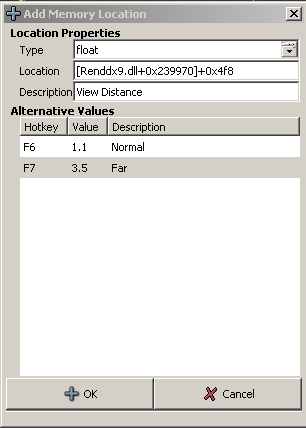 Add Memory Location
Location Properties
Type float
Location [Renddx9.dll+0x239970]+0x4f8
Description View Distance
Alternative Values
Hotkey Value Description
F6 1.1 Normal
F7 3.5 Far
OK Cancel